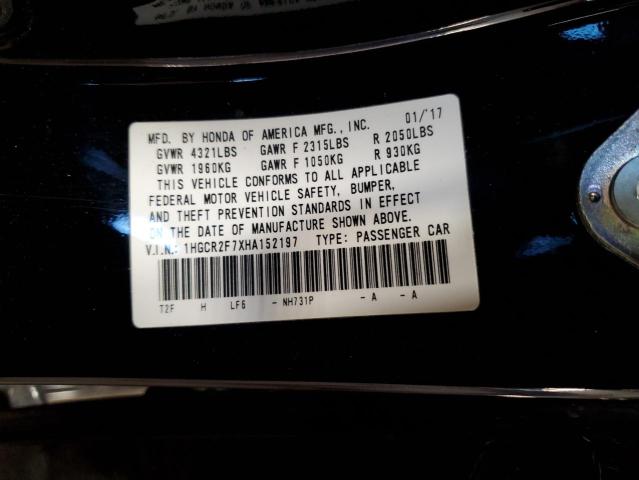 MFD. BY HONDA OF AMERICA MFG., INC. 01/'17
GVWR 4321LBS GAWR F 2315LBS R 2050LBS
GVWR 1960KG GAWR F 1050KG R 930KG
THIS VEHICLE CONFORMS TO ALL APPLICABLE
FEDERAL MOTOR VEHICLE SAFETY, BUMPER,
AND THEFT PREVENTION STANDARDS IN EFFECT
ON THE DATE OF MANUFACTURE SHOWN ABOVE.
V.I.N.: 1HGCR2F7XHA152197 TYPE: PASSENGER CAR
T2F H LF6 - NH731P - A - A